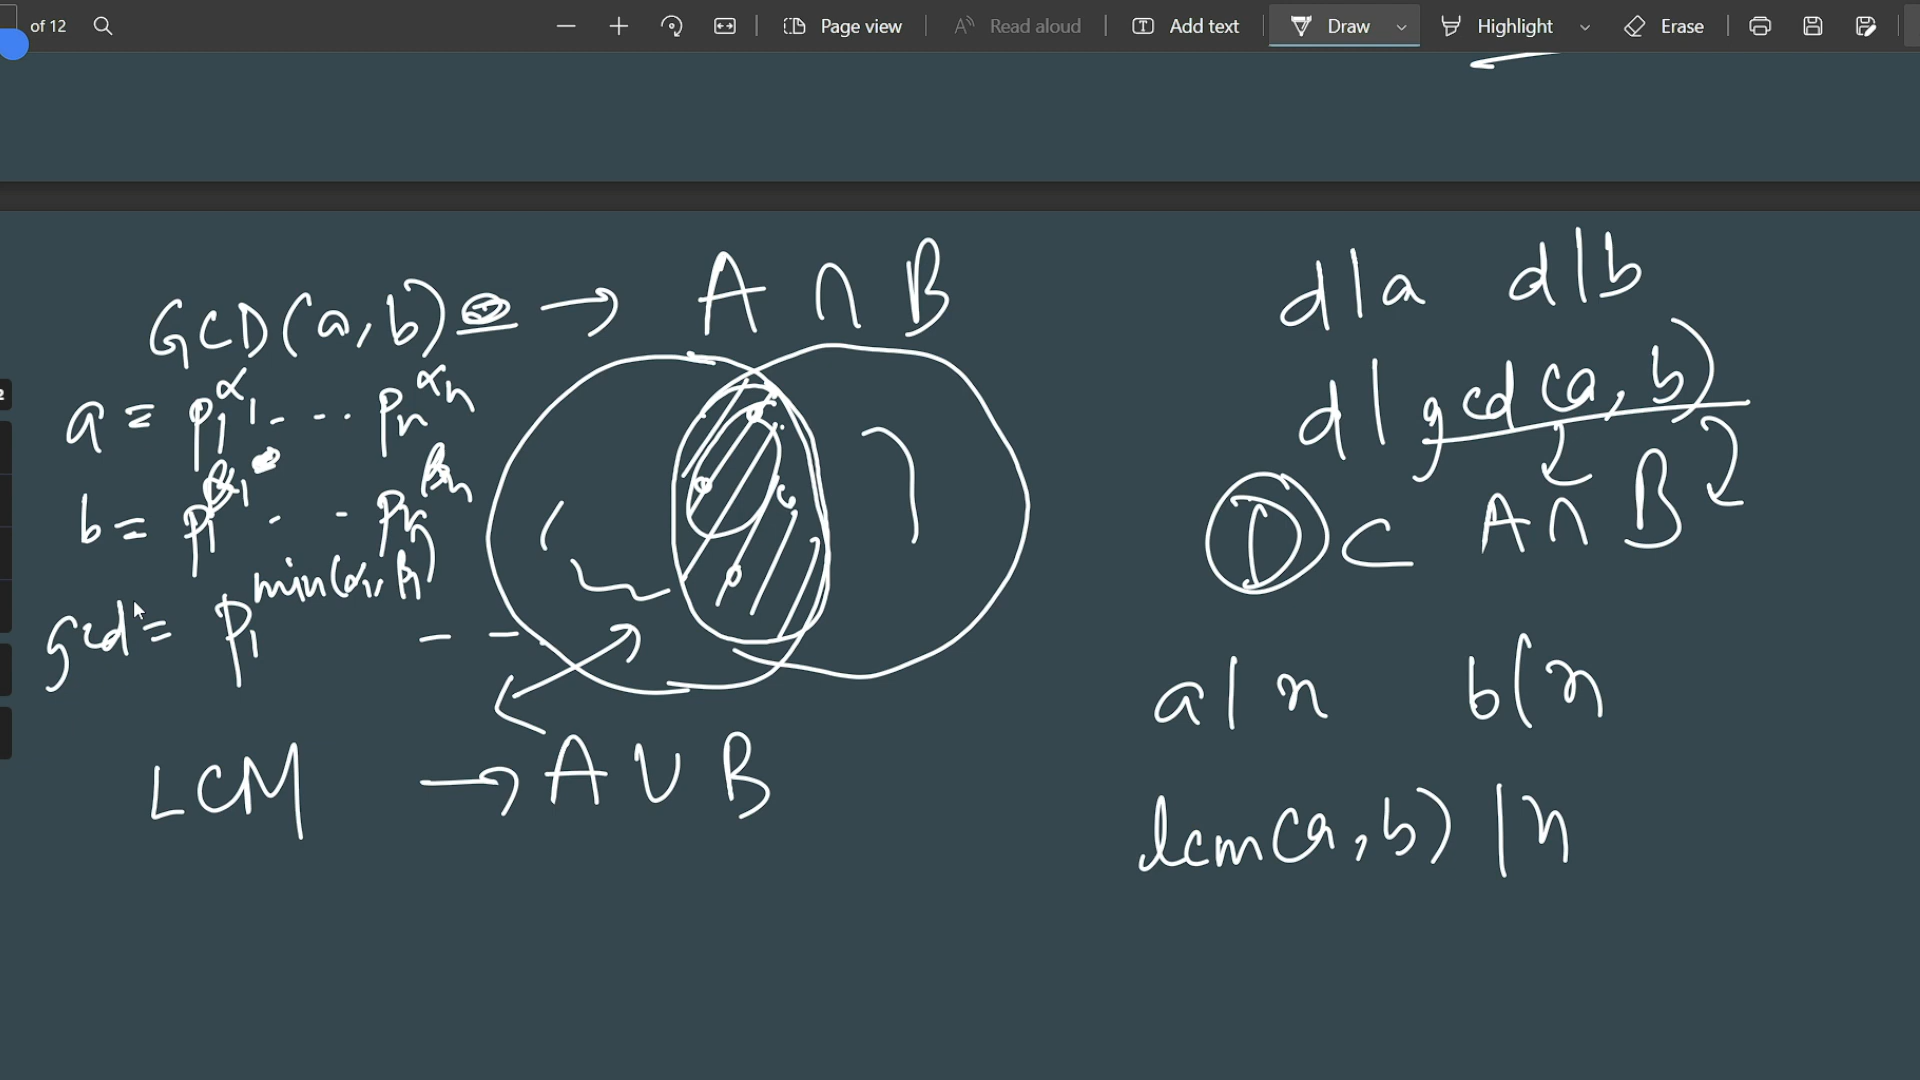 of 12 Page view Read aloud Add text Draw Highlight Erase
GCD(a,b) → A ∩ B
a = p₁^α₁ - -·· pₙ^αₙ
b = p₁^β₁ - - pₙ^βₙ
gcd = p₁^min(α₁, β₁) - -
LCM → A ∪ B
d|a d|b
d|gcd(a,b)
D ⊂ A ∩ B
a|n b|n
lcm(a,b)|n